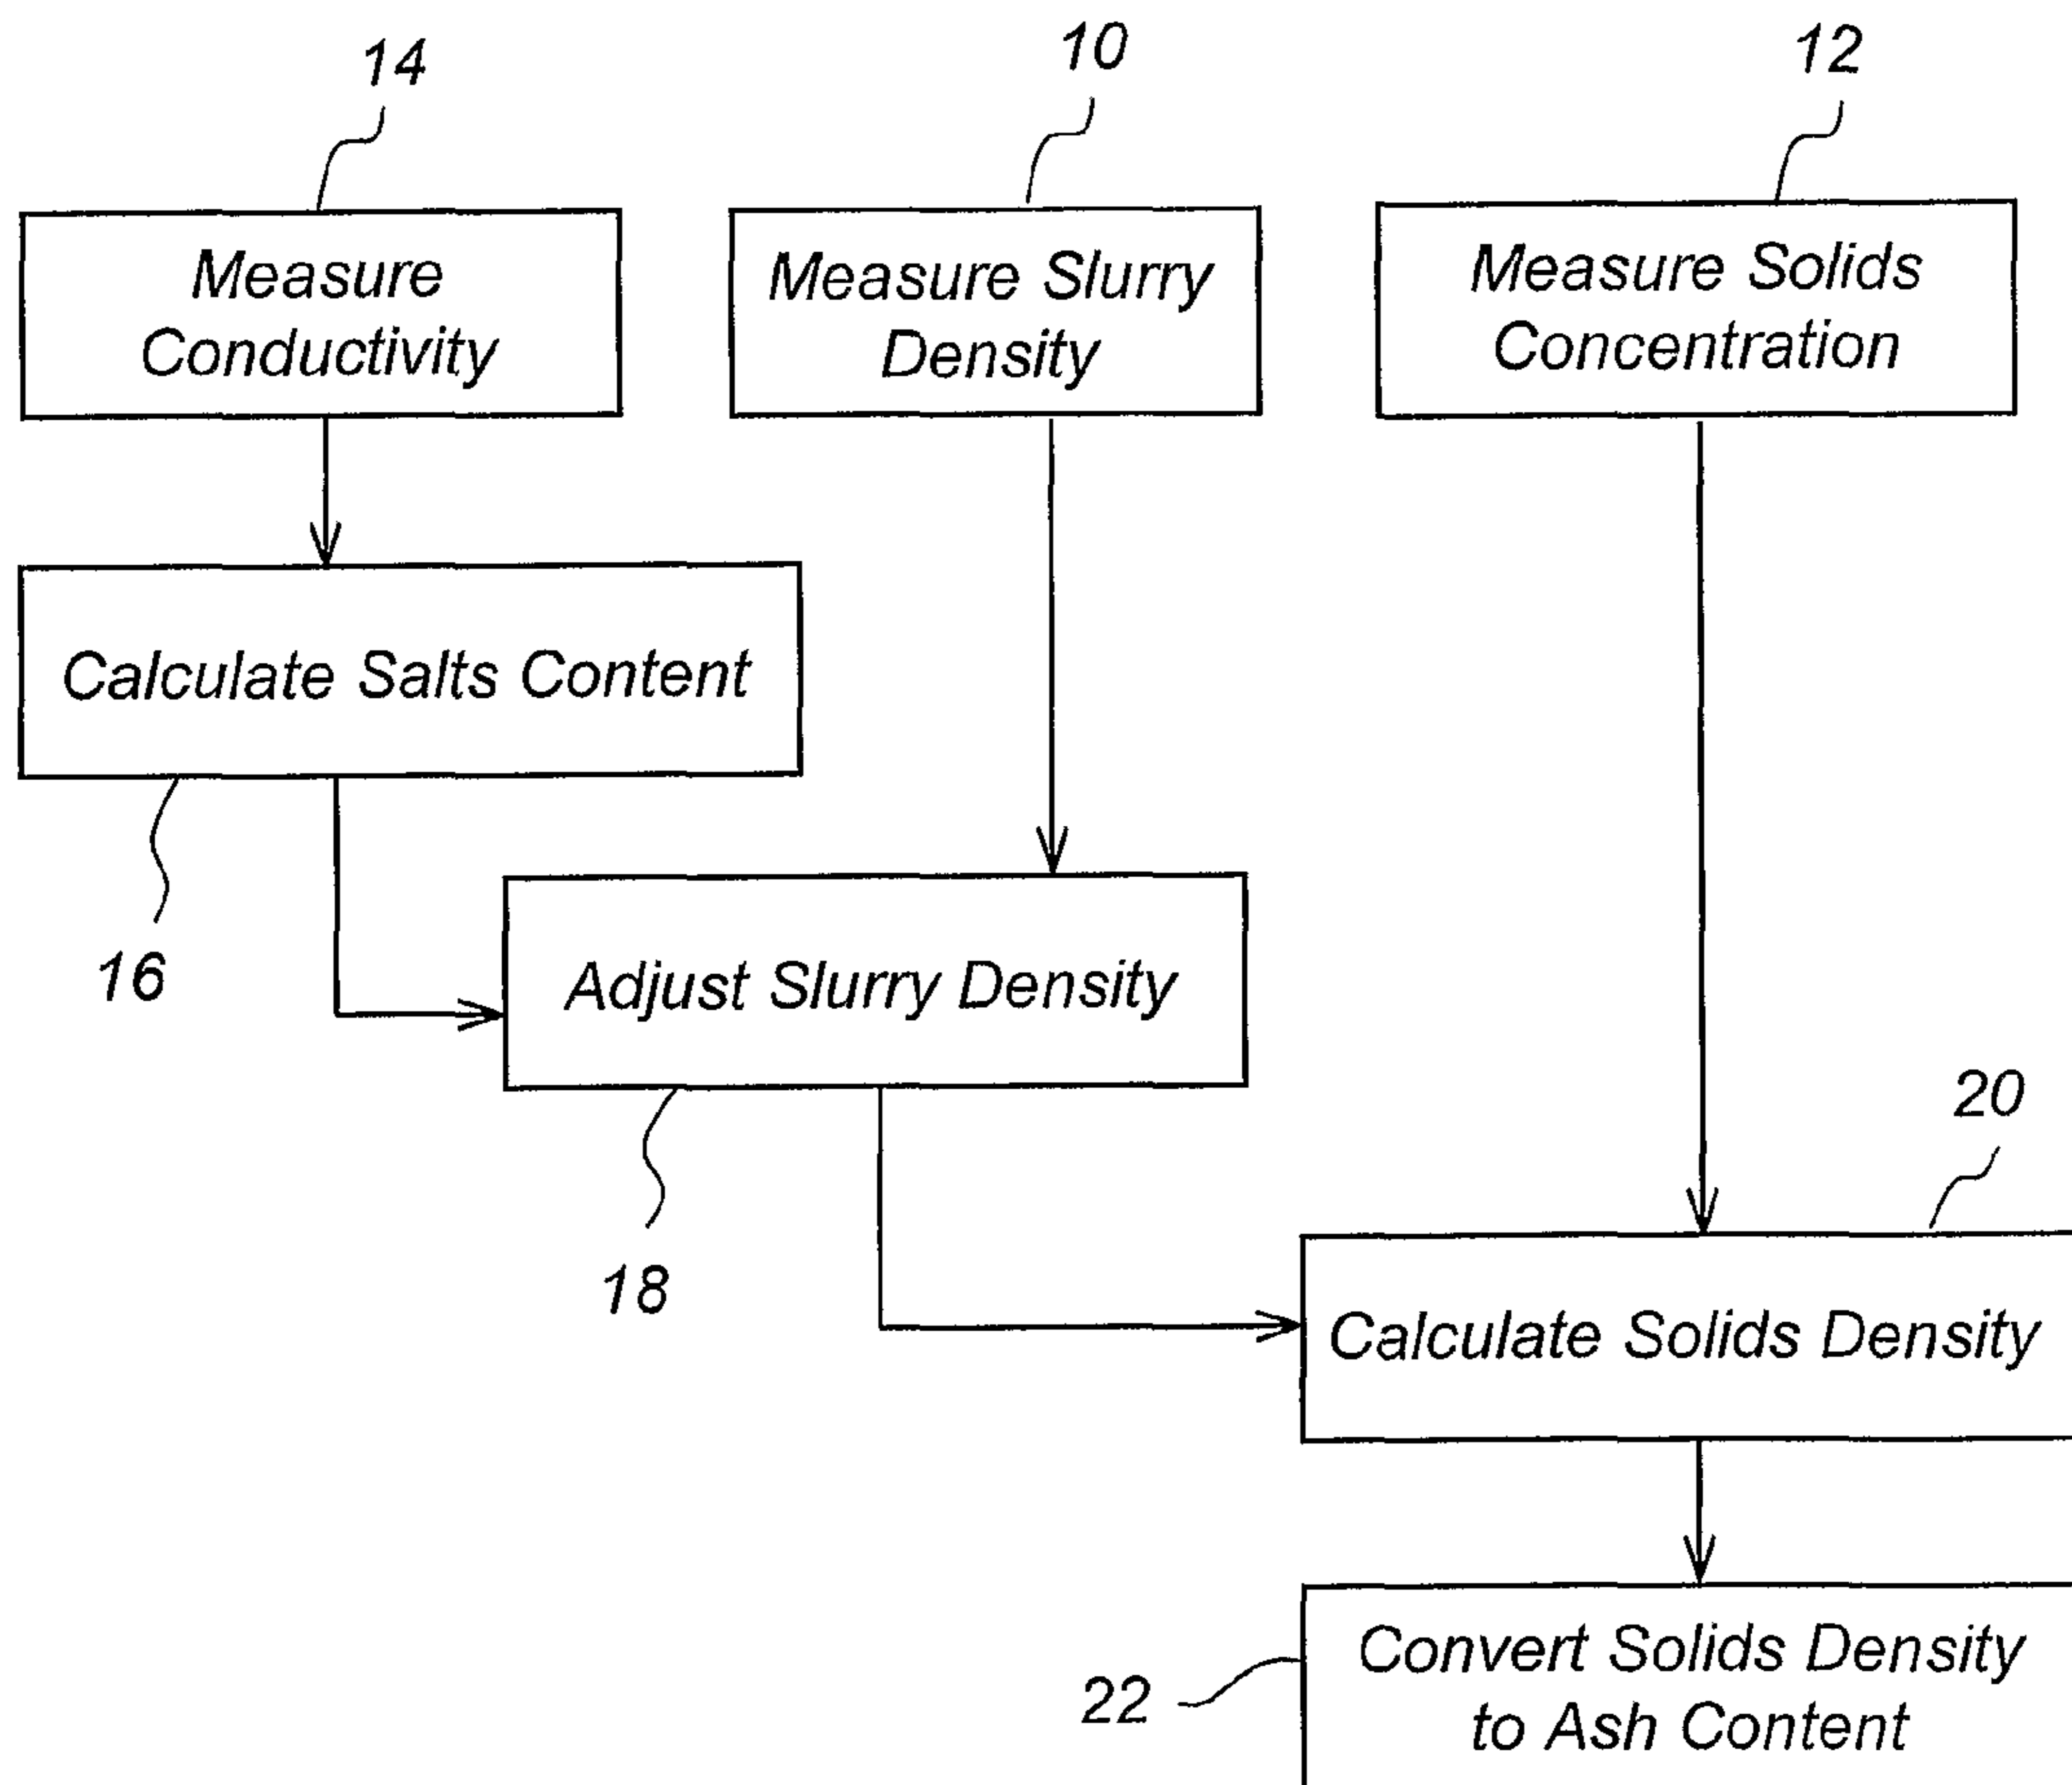 14
10
12
Measure
Conductivity
Measure Slurry
Density
Measure Solids
Concentration
Calculate Salts Content
16
Adjust Slurry Density
18
20
Calculate Solids Density
22
Convert Solids Density
to Ash Content